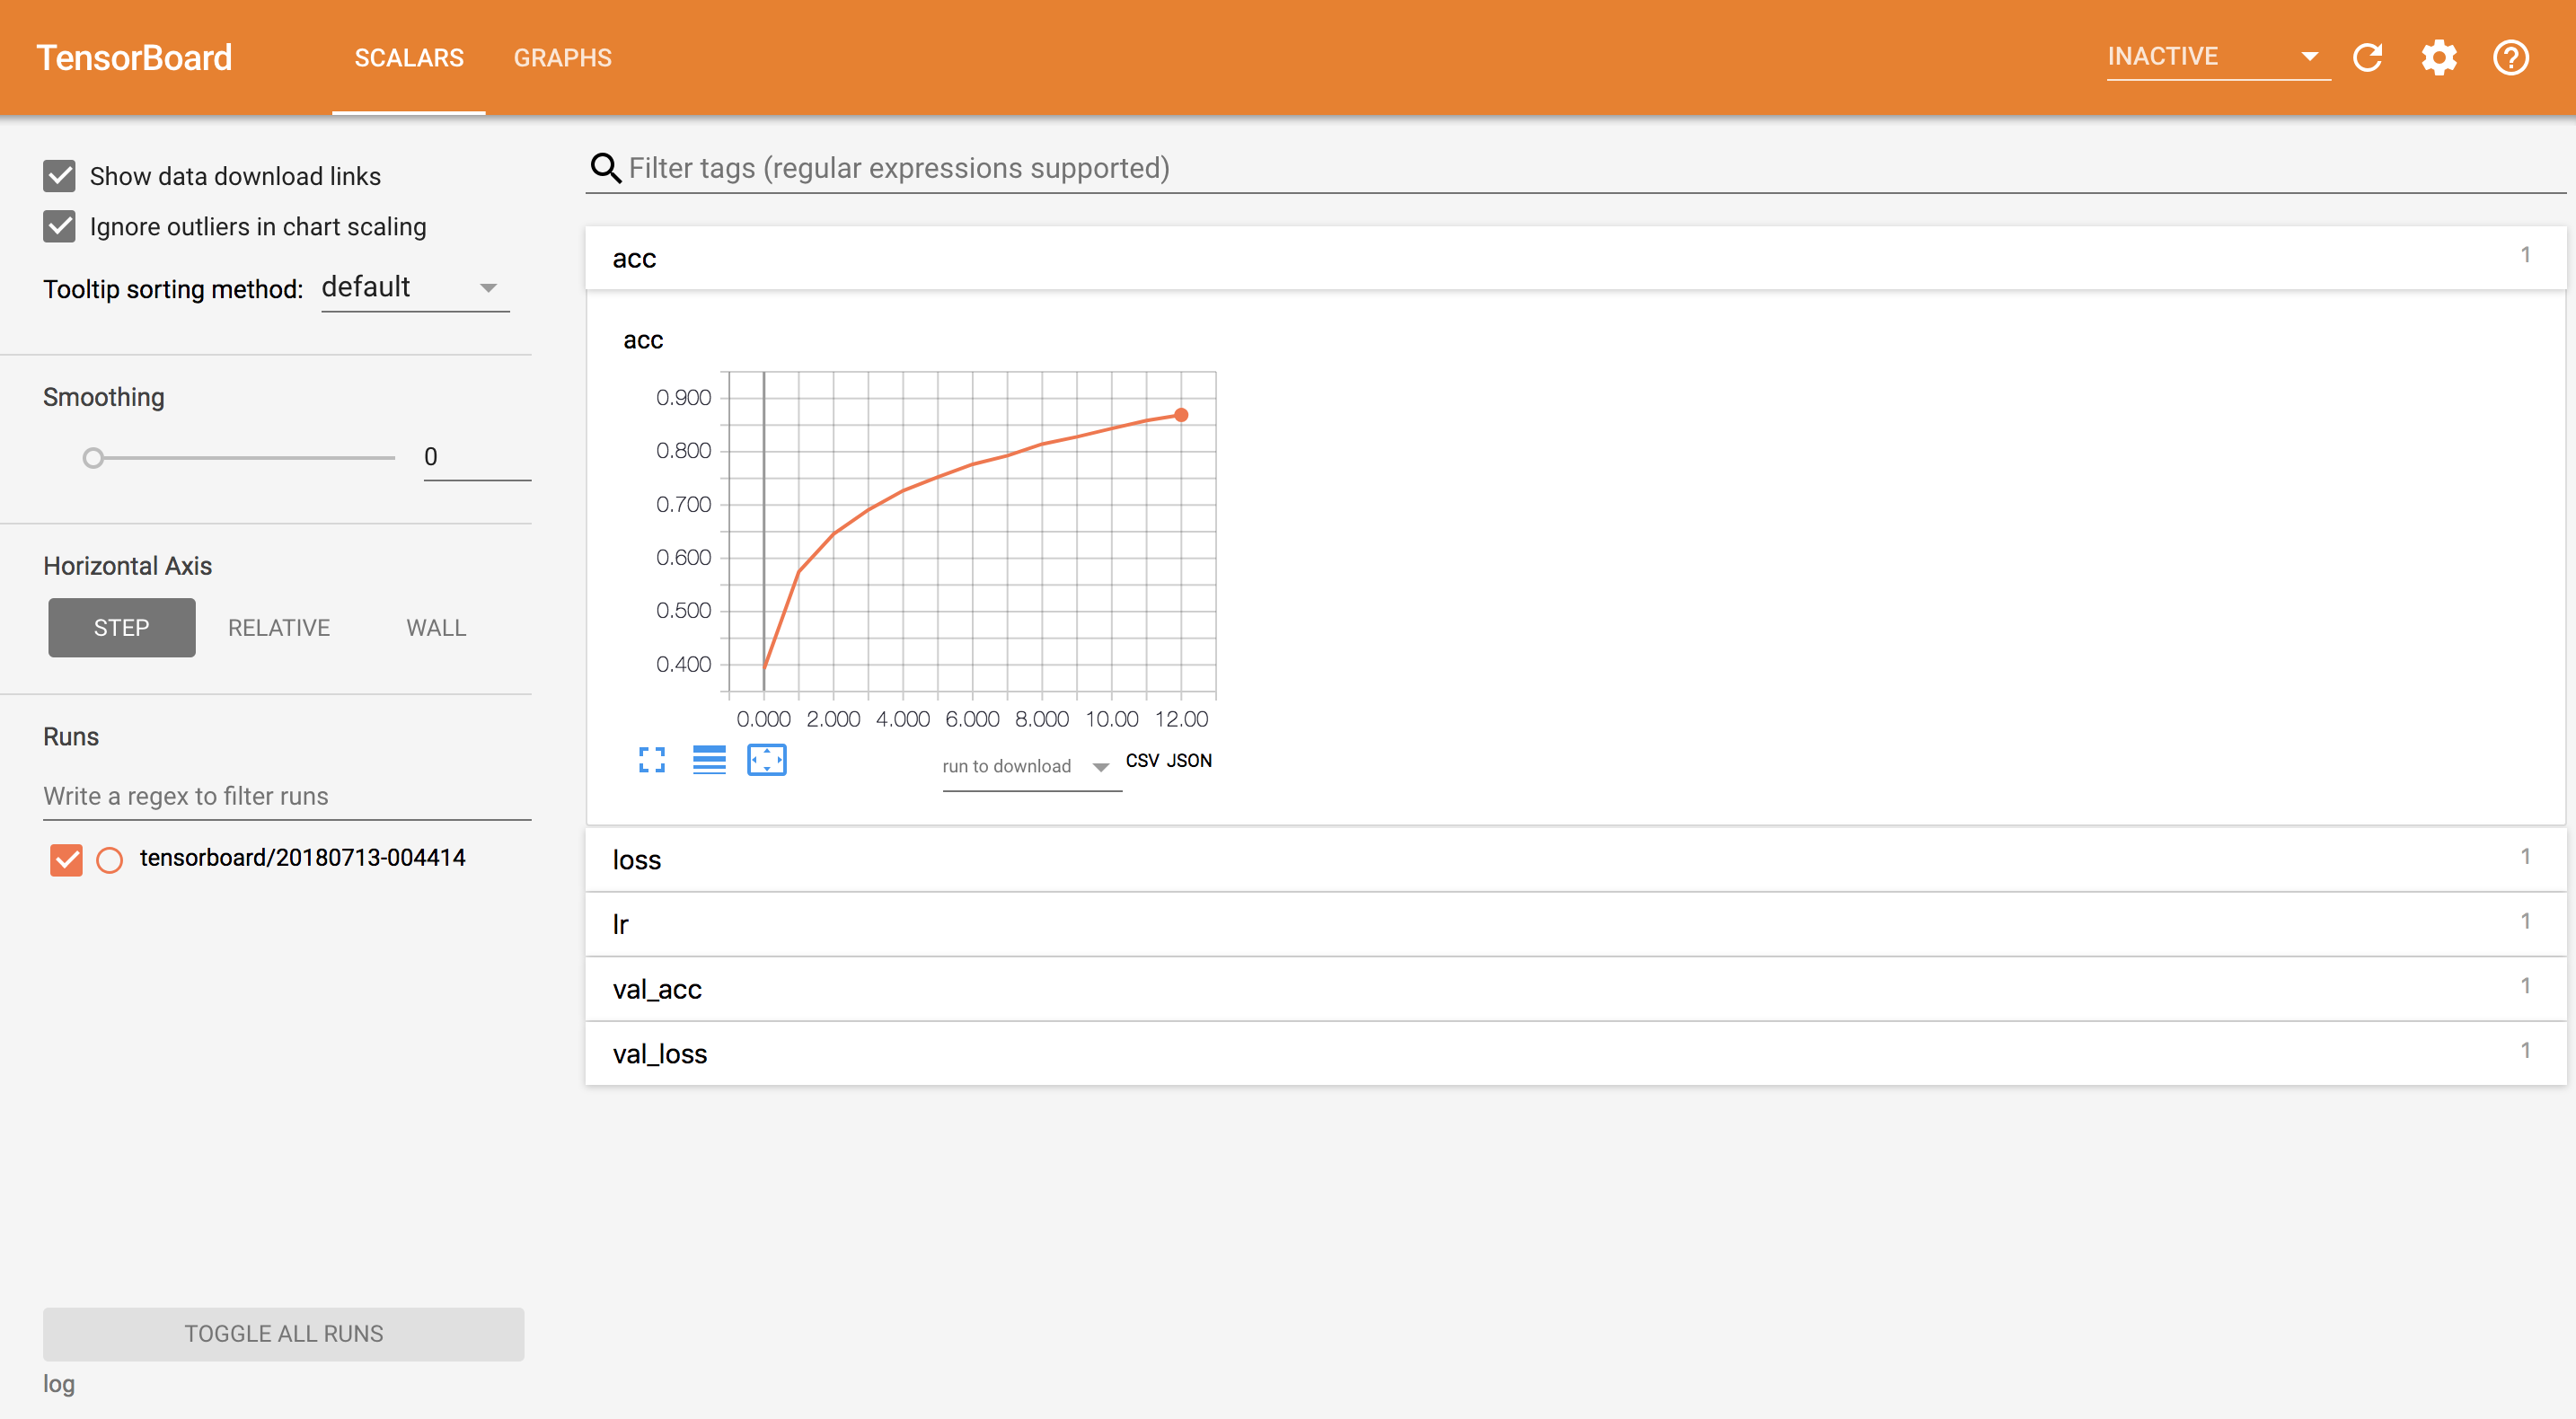 TensorBoard SCALARS GRAPHS INACTIVE
Show data download links
Ignore outliers in chart scaling
Tooltip sorting method: default
Smoothing
0
Horizontal Axis
STEP RELATIVE WALL
Runs
Write a regex to filter runs
tensorboard/20180713-004414
TOGGLE ALL RUNS
log
Filter tags (regular expressions supported)
acc 1
acc
0.900
0.800
0.700
0.600
0.500
0.400
0.000 2.000 4.000 6.000 8.000 10.00 12.00
run to download CSV JSON
loss 1
lr 1
val_acc 1
val_loss 1